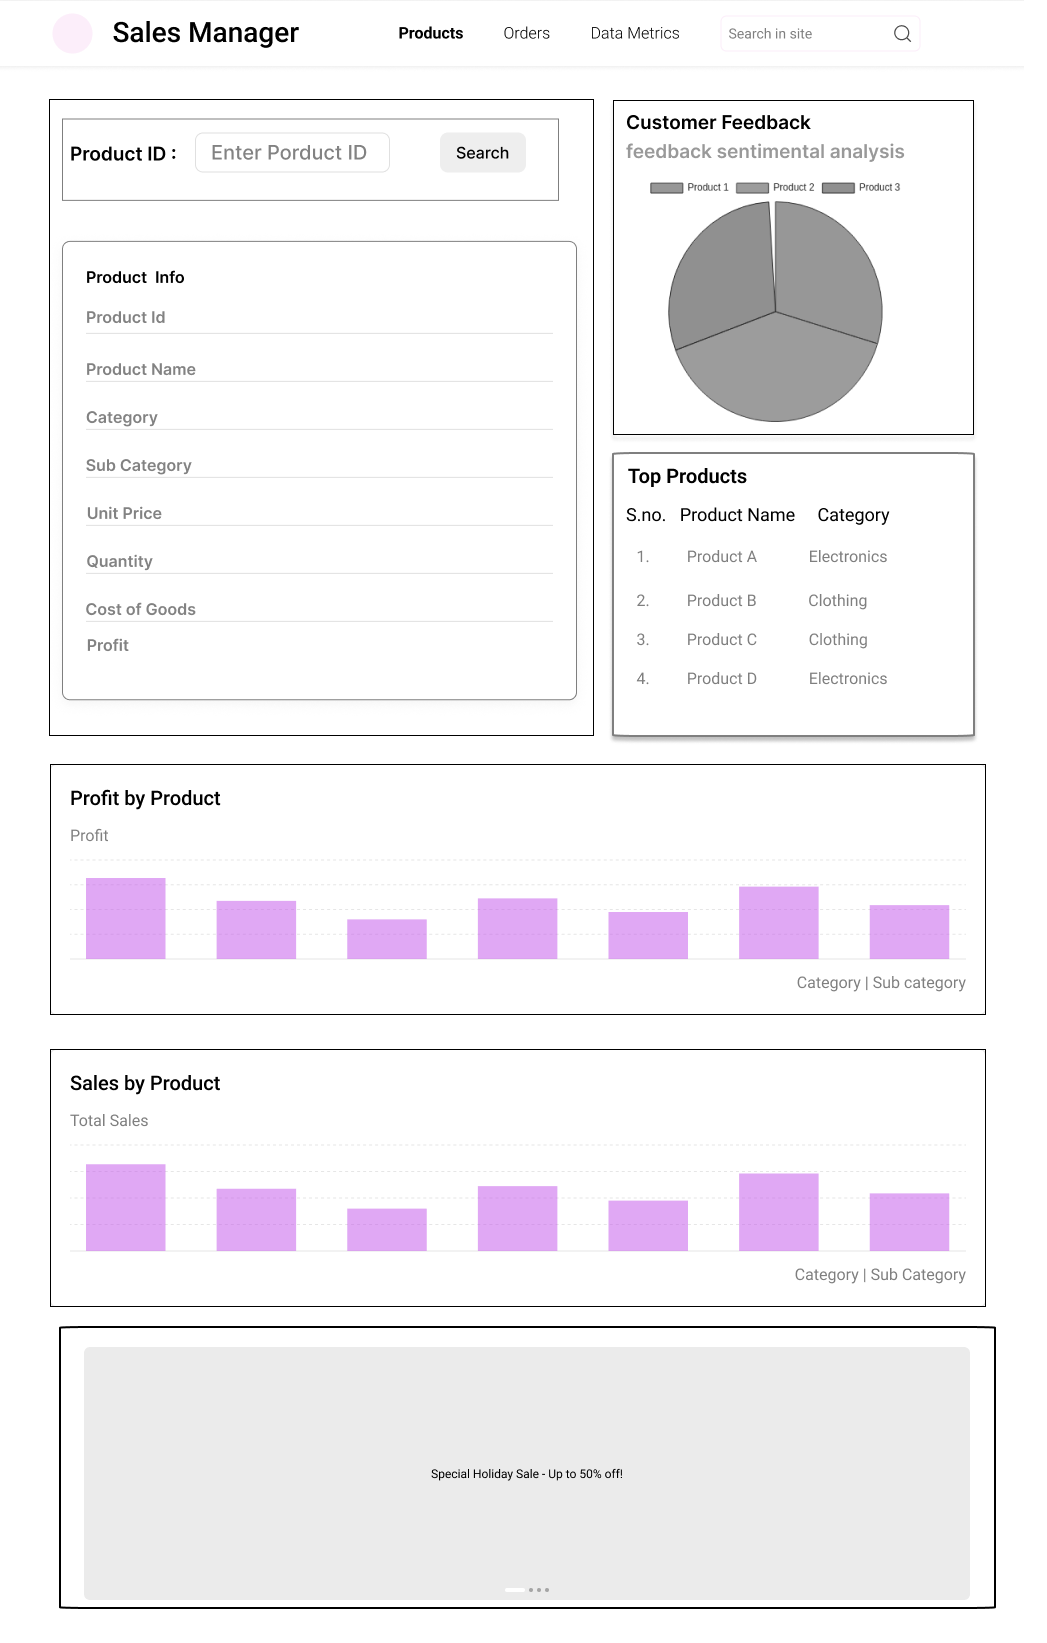 Sales Manager
Products Orders Data Metrics Search in site
Product ID : Enter Porduct ID Search
Product Info
Product Id
Product Name
Category
Sub Category
Unit Price
Quantity
Cost of Goods
Profit
Customer Feedback
feedback sentimental analysis
Product 1 Product 2 Product 3
Top Products
S.no. Product Name Category
1. Product A Electronics
2. Product B Clothing
3. Product C Clothing
4. Product D Electronics
Profit by Product
Profit
Category | Sub category
Sales by Product
Total Sales
Category | Sub Category
Special Holiday Sale - Up to 50% off!